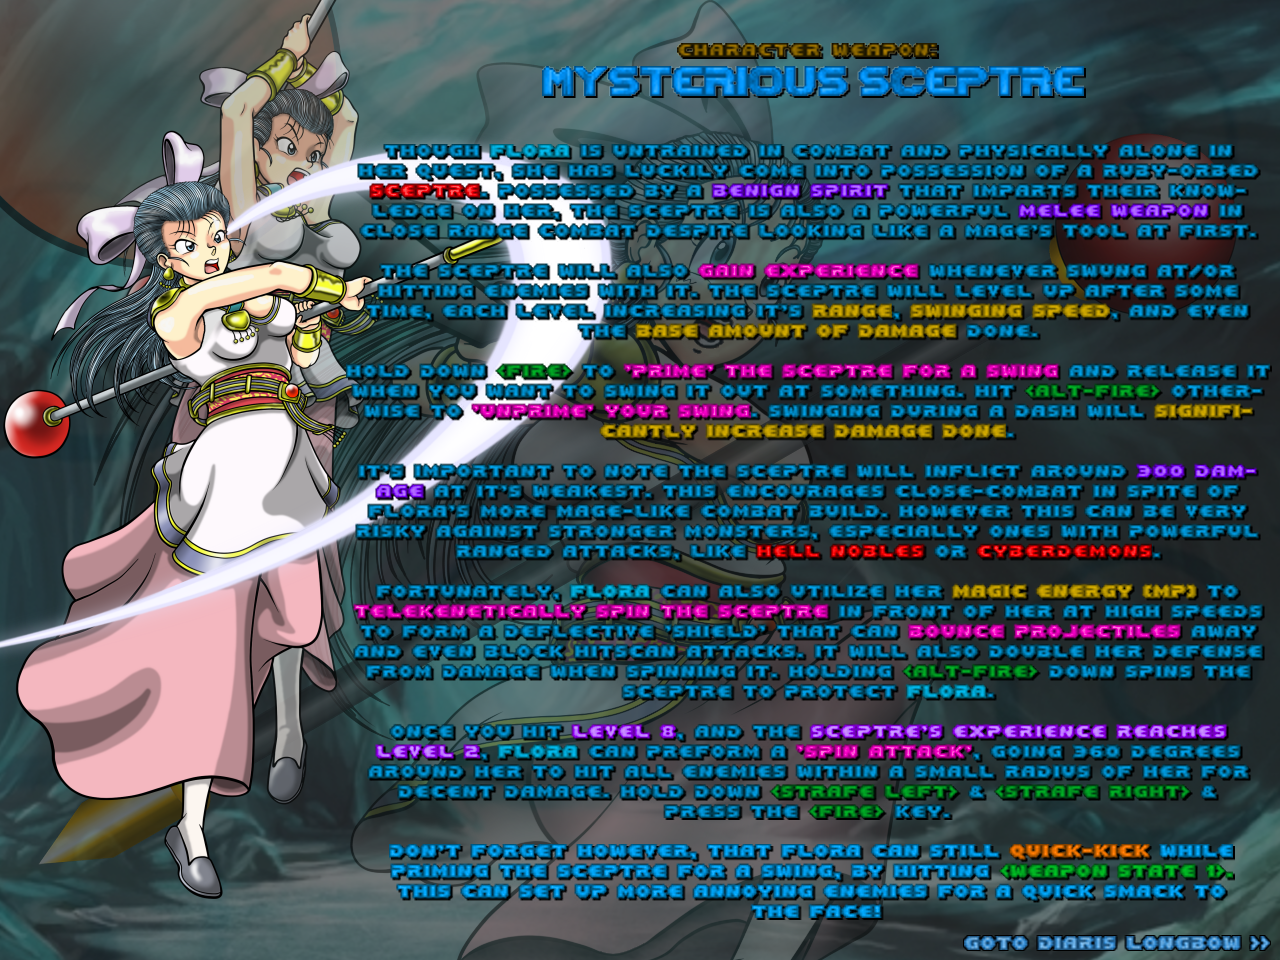 CHARACTER WEAPON:
MYSTERIOUS SCEPTRE
THOUGH FLORA IS UNTRAINED IN COMBAT AND PHYSICALLY ALONE IN
HER QUEST, SHE HAS LUCKILY COME INTO POSSESSION OF A RUBY-ORBED
SCEPTRE. POSSESSED BY A BENIGN SPIRIT THAT IMPARTS THEIR KNOW-
LEDGE ON HER, THE SCEPTRE IS ALSO A POWERFUL MELEE WEAPON IN
CLOSE RANGE COMBAT DESPITE LOOKING LIKE A MAGE'S TOOL AT FIRST.
THE SCEPTRE WILL ALSO GAIN EXPERIENCE WHENEVER SWUNG AT/OR
HITTING ENEMIES WITH IT. THE SCEPTRE WILL LEVEL UP AFTER SOME
TIME, EACH LEVEL INCREASING IT'S RANGE, SWINGING SPEED, AND EVEN
THE BASE AMOUNT OF DAMAGE DONE.
HOLD DOWN <FIRE> TO 'PRIME' THE SCEPTRE FOR A SWING AND RELEASE IT
WHEN YOU WANT TO SWING IT OUT AT SOMETHING. HIT <ALT-FIRE> OTHER-
WISE TO 'UNPRIME' YOUR SWING. SWINGING DURING A DASH WILL SIGNIFI-
CANTLY INCREASE DAMAGE DONE.
IT'S IMPORTANT TO NOTE THE SCEPTRE WILL INFLICT AROUND 300 DAM-
AGE AT IT'S WEAKEST. THIS ENCOURAGES CLOSE-COMBAT IN SPITE OF
FLORA'S MORE MAGE-LIKE COMBAT BUILD. HOWEVER THIS CAN BE VERY
RISKY AGAINST STRONGER MONSTERS, ESPECIALLY ONES WITH POWERFUL
RANGED ATTACKS, LIKE HELL NOBLES OR CYBERDEMONS.
FORTUNATELY, FLORA CAN ALSO UTILIZE HER MAGIC ENERGY (MP) TO
TELEKENETICALLY SPIN THE SCEPTRE IN FRONT OF HER AT HIGH SPEEDS
TO FORM A DEFLECTIVE 'SHIELD' THAT CAN BOUNCE PROJECTILES AWAY
AND EVEN BLOCK HITSCAN ATTACKS. IT WILL ALSO DOUBLE HER DEFENSE
FROM DAMAGE WHEN SPINNING IT. HOLDING <ALT-FIRE> DOWN SPINS THE
SCEPTRE TO PROTECT FLORA.
ONCE YOU HIT LEVEL 8, AND THE SCEPTRE'S EXPERIENCE REACHES
LEVEL 2, FLORA CAN PREFORM A 'SPIN ATTACK', GOING 360 DEGREES
AROUND HER TO HIT ALL ENEMIES WITHIN A SMALL RADIUS OF HER FOR
DECENT DAMAGE. HOLD DOWN <STRAFE LEFT> & <STRAFE RIGHT> &
PRESS THE <FIRE> KEY.
DON'T FORGET HOWEVER, THAT FLORA CAN STILL QUICK-KICK WHILE
PRIMING THE SCEPTRE FOR A SWING, BY HITTING <WEAPON STATE 1>.
THIS CAN SET UP MORE ANNOYING ENEMIES FOR A QUICK SMACK TO
THE FACE!
GOTO DIARIS LONGBOW >>